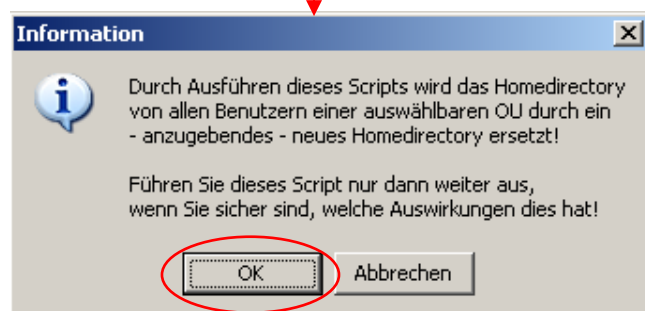 Information
Durch Ausführen dieses Scripts wird das Homedirectory
von allen Benutzern einer auswählbaren OU durch ein
- anzugebendes - neues Homedirectory ersetzt!
Führen Sie dieses Script nur dann weiter aus,
wenn Sie sicher sind, welche Auswirkungen dies hat!
OK Abbrechen